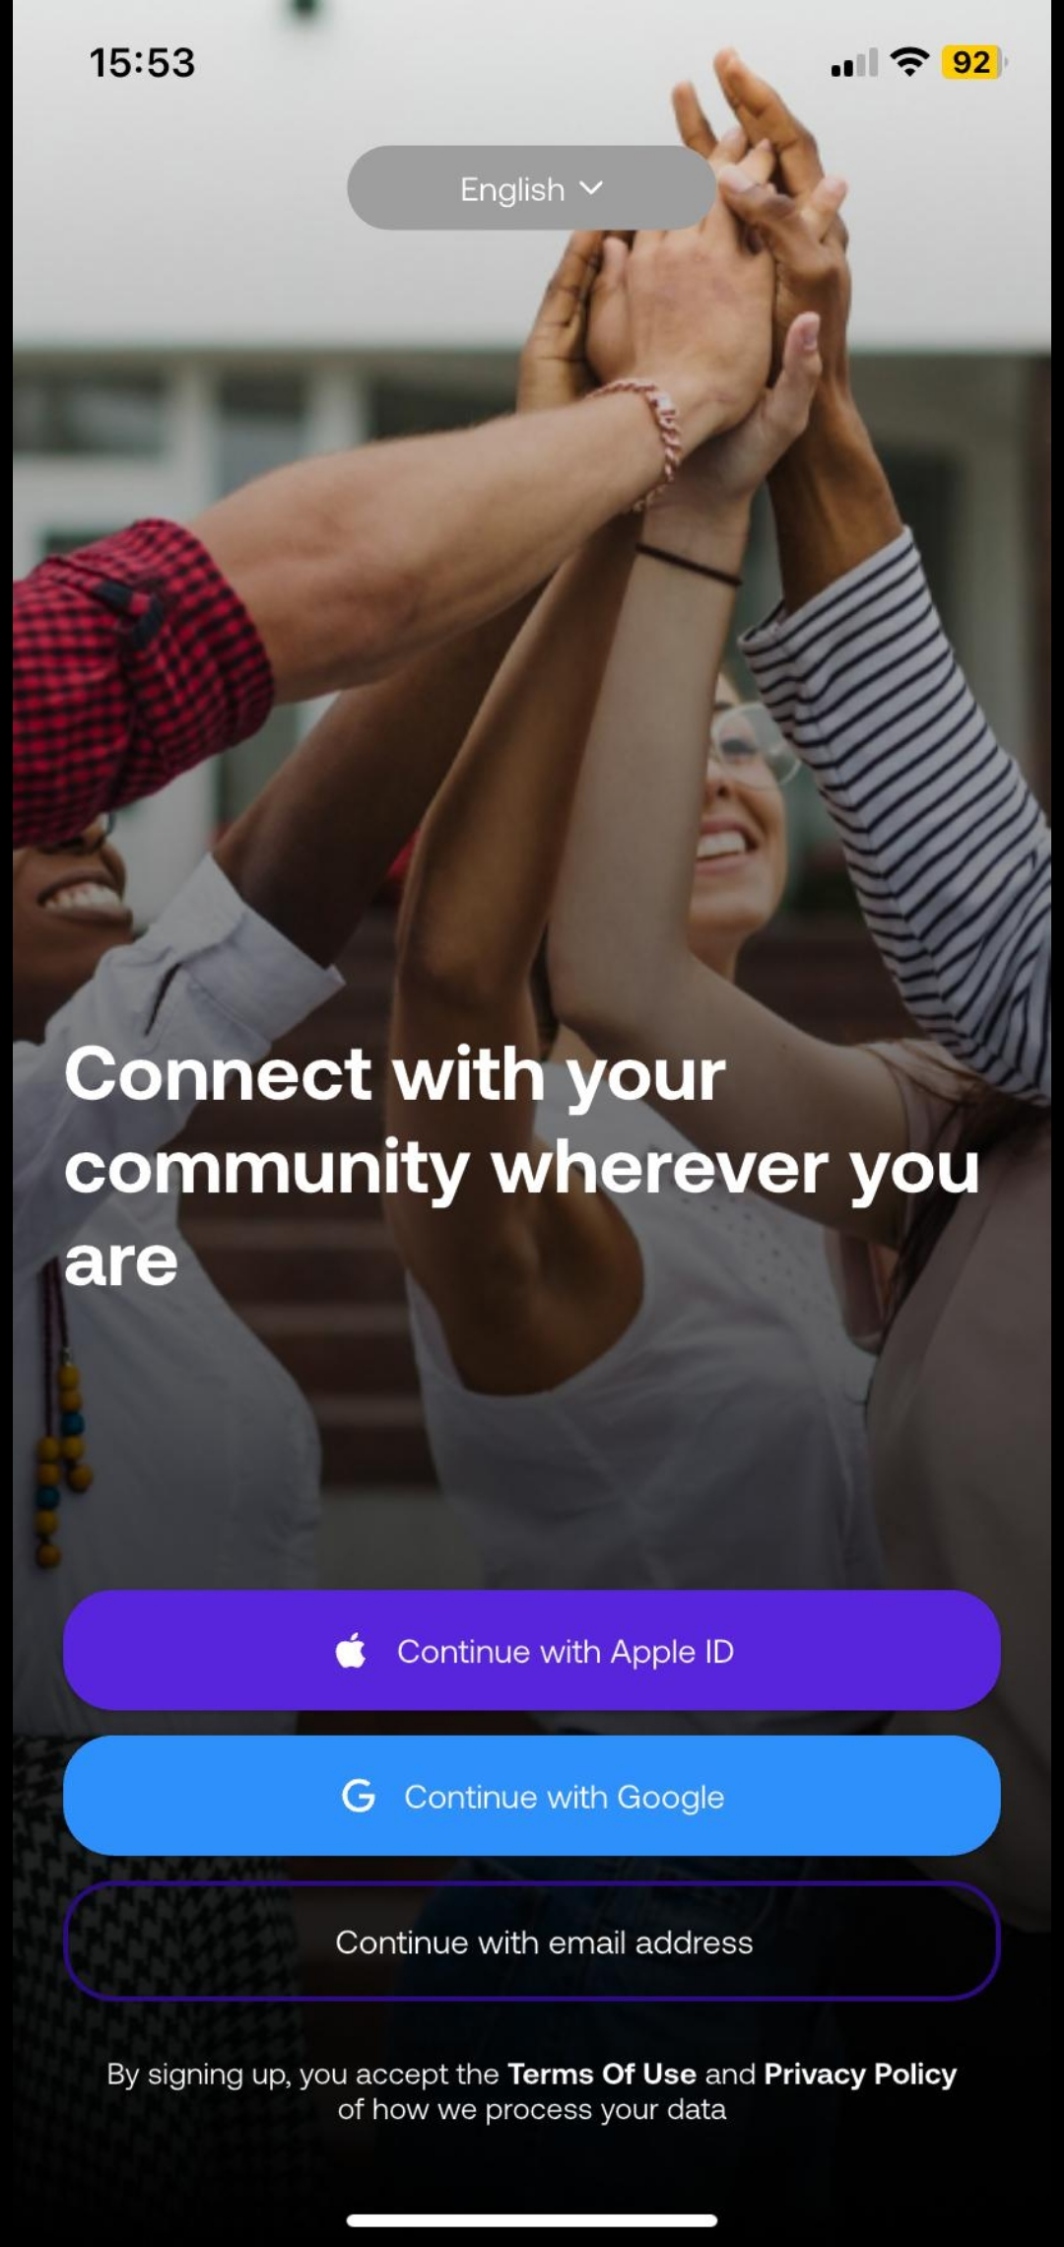 15:53
92
English
Connect with your
community wherever you
are
Continue with Apple ID
G Continue with Google
Continue with email address
By signing up, you accept the Terms Of Use and Privacy Policy
of how we process your data